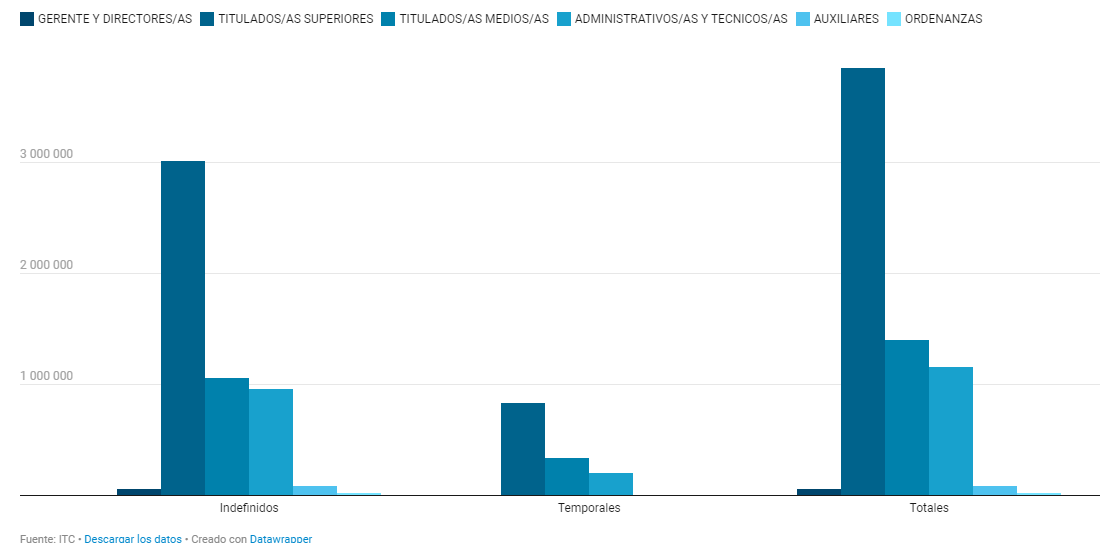 GERENTE Y DIRECTORES/AS TITULADOS/AS SUPERIORES TITULADOS/AS MEDIOS/AS ADMINISTRATIVOS/AS Y TECNICOS/AS AUXILIARES ORDENANZAS
3 000 000
2 000 000
1 000 000
Indefinidos Temporales Totales
Fuente: ITC • Descargar los datos • Creado con Datawrapper